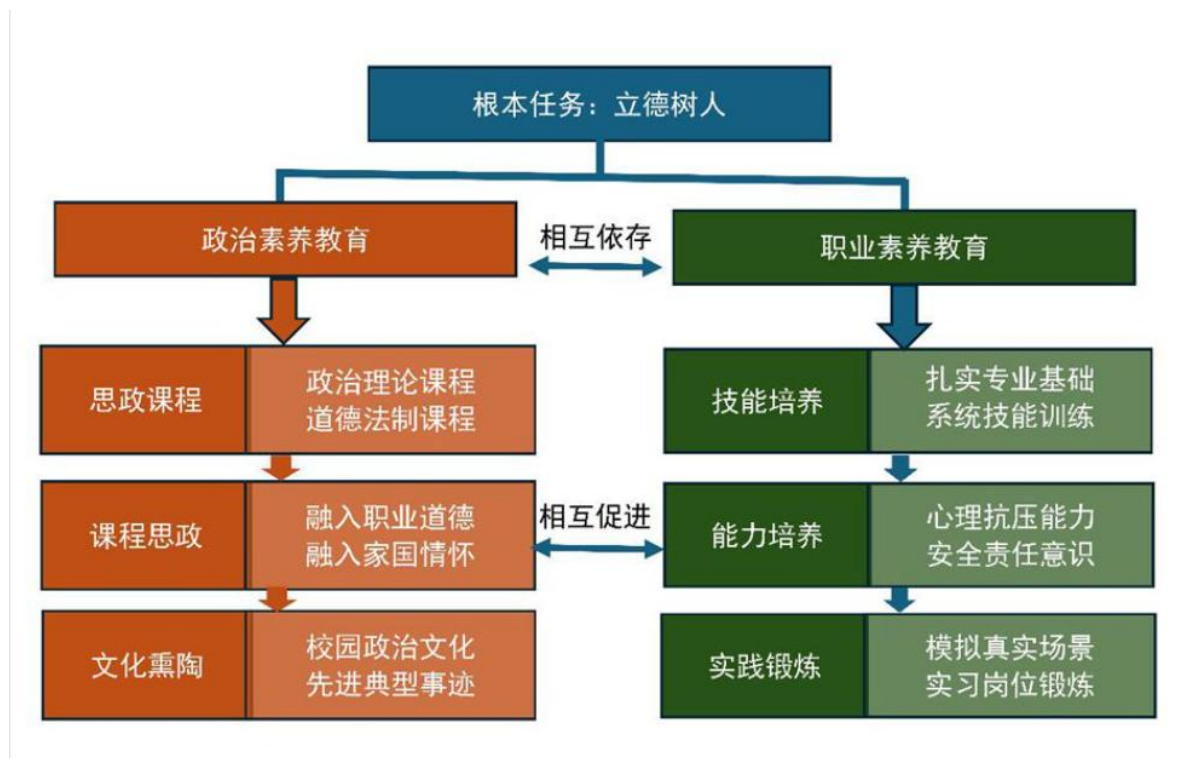 根本任务：立德树人
政治素养教育
相互依存
职业素养教育
思政课程
政治理论课程
道德法制课程
技能培养
扎实专业基础
系统技能训练
课程思政
融入职业道德
融入家国情怀
相互促进
能力培养
心理抗压能力
安全责任意识
文化熏陶
校园政治文化
先进典型事迹
实践锻炼
模拟真实场景
实习岗位锻炼